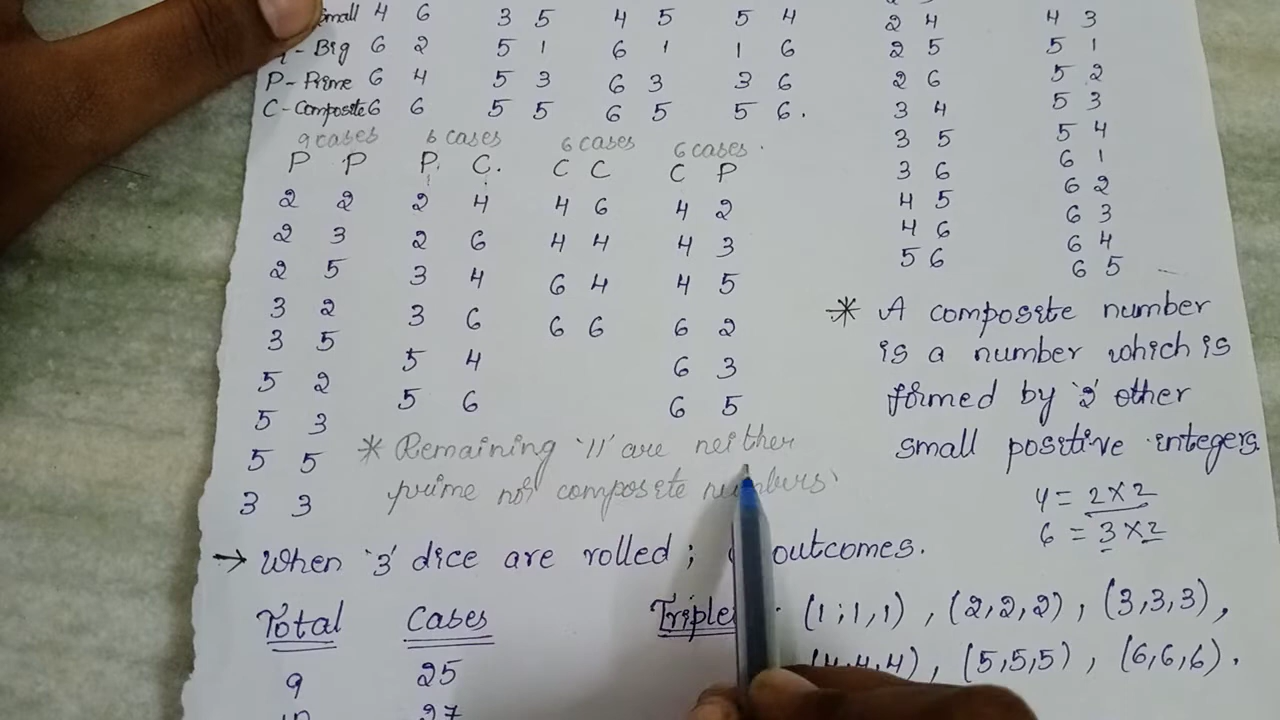 Small 4 6 3 5 4 5 5 4
- Big 6 2 5 1 6 1 1 6
P - Prime 6 4 5 3 6 3 3 6
C - Composite 6 6 5 5 6 5 5 6.
9 cases 6 cases 6 cases 6 cases.
P P P. C. C C C P
2 2 2 4 4 6 4 2
2 3 2 6 4 4 4 3
2 5 3 4 6 4 4 5
3 2 3 6 6 6 6 2
3 5 5 4 6 3
5 2 5 6 6 5
5 3
5 5
3 3
* Remaining '11' are neither
prime nor composite numburs.
2 4 4 3
2 5 5 1
2 6 5 2
3 4 5 3
3 5 5 4
3 6 6 1
4 5 6 2
4 6 6 3
5 6 6 4
6 5
* A composite number
is a number which is
formed by '2' other
small positive integers.
4 = 2 × 2
6 = 3 × 2
→ When '3' dice are rolled; outcomes.
Total Cases
9 25
27
Triple : (1,1,1), (2,2,2), (3,3,3),
(4,4,4), (5,5,5), (6,6,6).